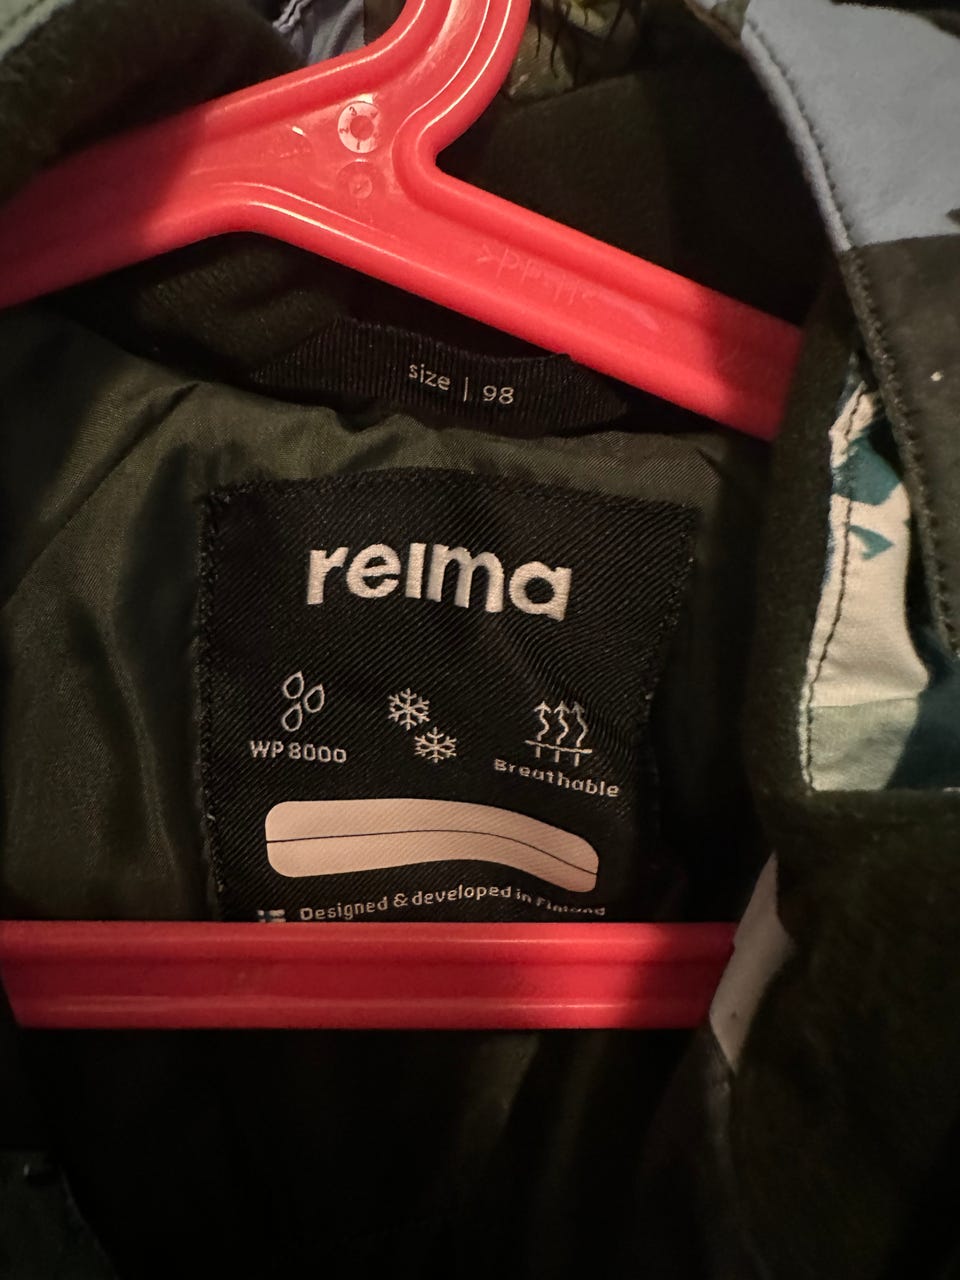 size | 98
reima
WP 8000
Breathable
Designed & developed in Finland